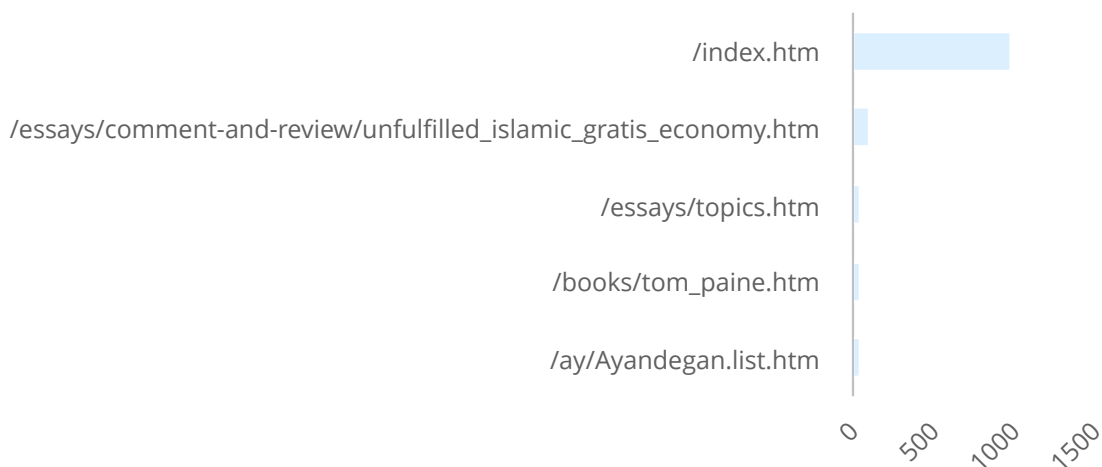 /index.htm
/essays/comment-and-review/unfulfilled_islamic_gratis_economy.htm
/essays/topics.htm
/books/tom_paine.htm
/ay/Ayandegan.list.htm
0
500
1000
1500